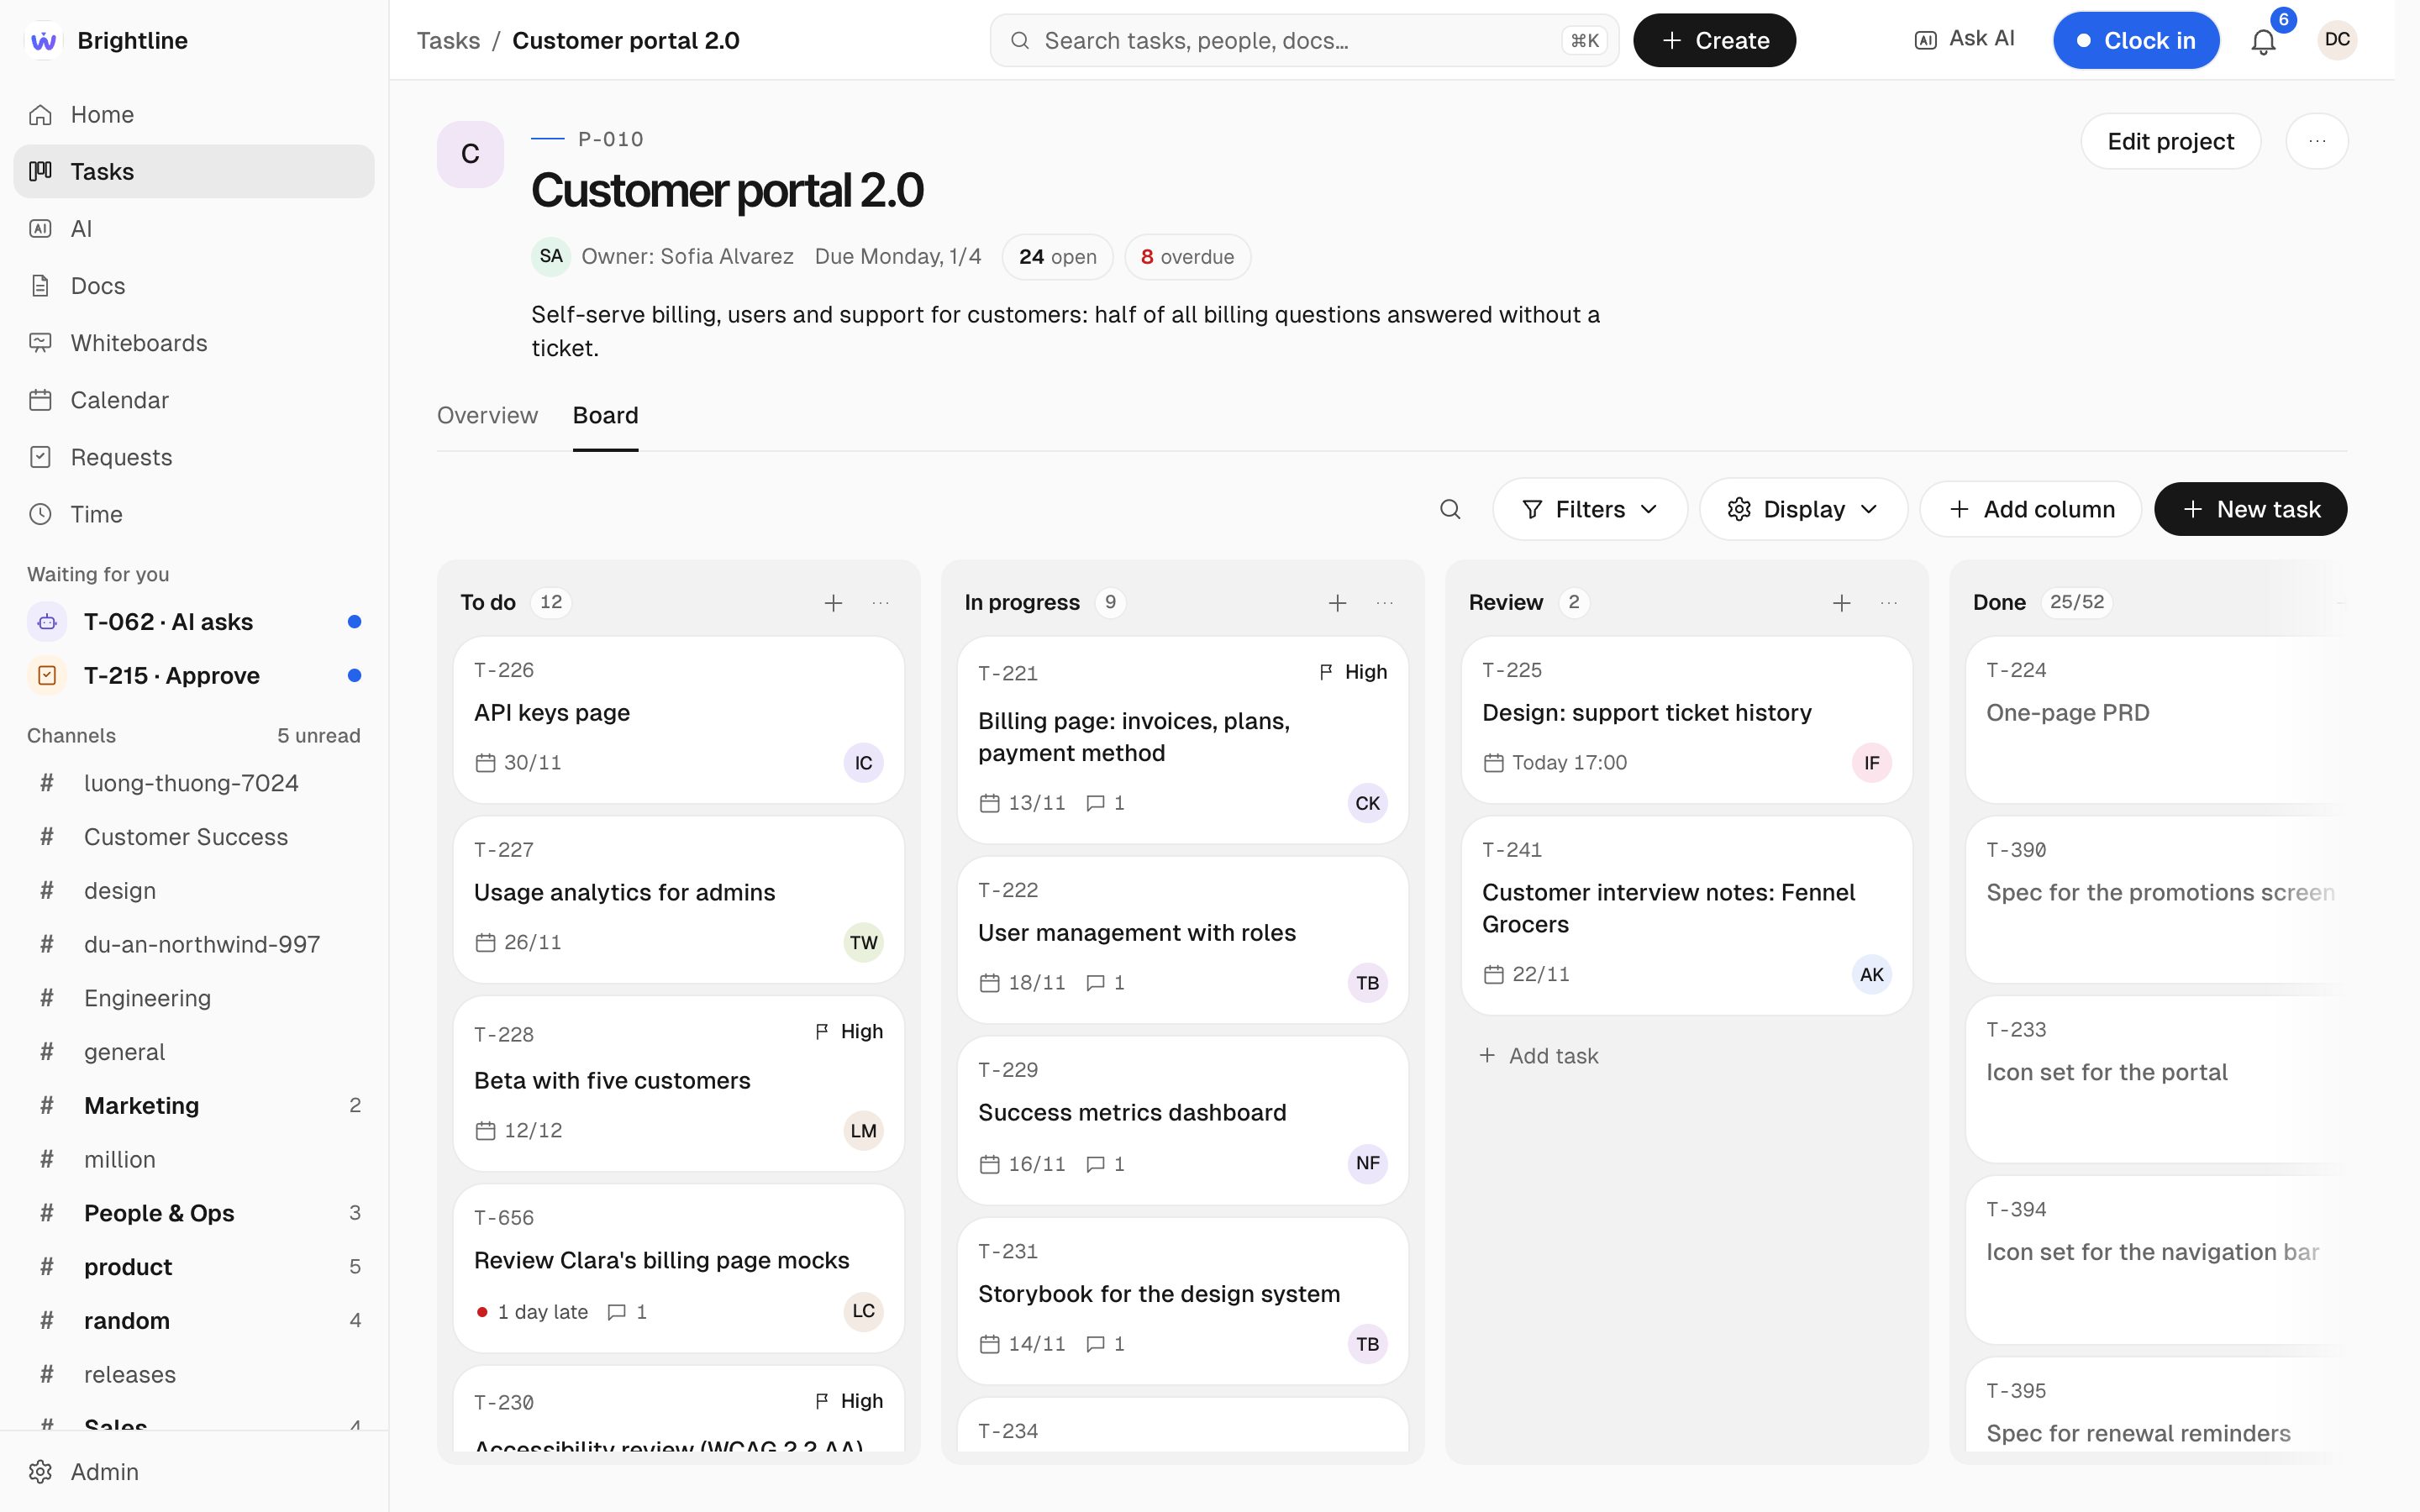 Brightline
Home
Tasks
AI
Docs
Whiteboards
Calendar
Requests
Time
Waiting for you
T-062 · AI asks
T-215 · Approve
Channels 5 unread
# luong-thuong-7024
# Customer Success
# design
# du-an-northwind-997
# Engineering
# general
# Marketing 2
# million
# People & Ops 3
# product 5
# random 4
# releases
# Sales 4
Admin
Tasks / Customer portal 2.0
Search tasks, people, docs... ⌘K
+ Create
AI Ask AI
Clock in
6
DC
C
P-010
Customer portal 2.0
Edit project
...
SA Owner: Sofia Alvarez Due Monday, 1/4 24 open 8 overdue
Self-serve billing, users and support for customers: half of all billing questions answered without a
ticket.
Overview Board
Filters Display + Add column + New task
To do 12
T-226
API keys page
30/11 IC
T-227
Usage analytics for admins
26/11 TW
T-228 High
Beta with five customers
12/12 LM
T-656
Review Clara's billing page mocks
1 day late 1 LC
T-230 High
Accessibility review (WCAG 2.2 AA)
In progress 9
T-221 High
Billing page: invoices, plans,
payment method
13/11 1 CK
T-222
User management with roles
18/11 1 TB
T-229
Success metrics dashboard
16/11 1 NF
T-231
Storybook for the design system
14/11 1 TB
T-234
Review 2
T-225
Design: support ticket history
Today 17:00 IF
T-241
Customer interview notes: Fennel
Grocers
22/11 AK
+ Add task
Done 25/52
T-224
One-page PRD
T-390
Spec for the promotions screen
T-233
Icon set for the portal
T-394
Icon set for the navigation bar
T-395
Spec for renewal reminders